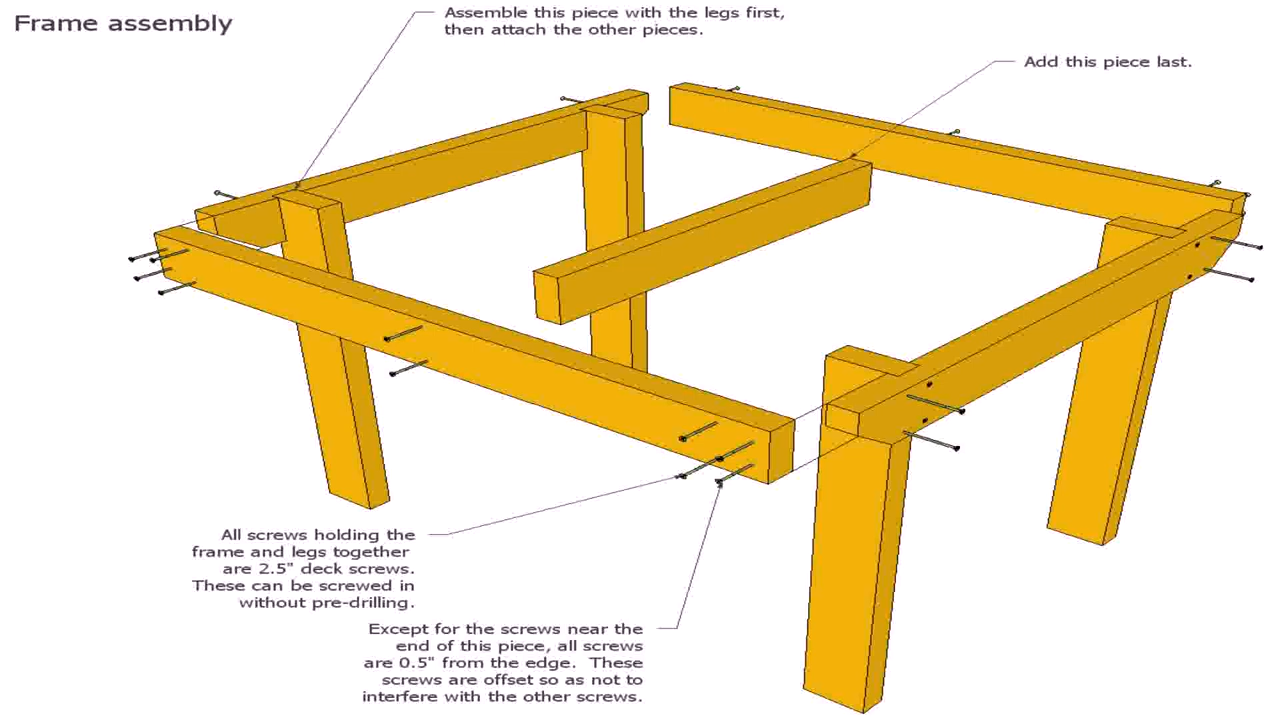 Frame assembly
Assemble this piece with the legs first,
then attach the other pieces.
Add this piece last.
All screws holding the
frame and legs together
are 2.5" deck screws.
These can be screwed in
without pre-drilling.
Except for the screws near the
end of this piece, all screws
are 0.5" from the edge. These
screws are offset so as not to
interfere with the other screws.